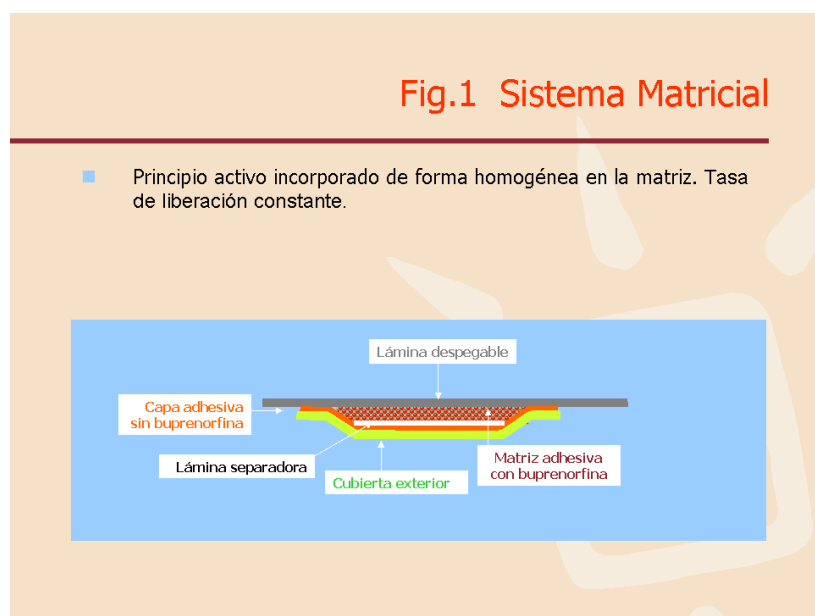 Fig.1 Sistema Matricial
Principio activo incorporado de forma homogénea en la matriz. Tasa
de liberación constante.
Lámina despegable
Capa adhesiva
sin buprenorfina
Lámina separadora
Matriz adhesiva
con buprenorfina
Cubierta exterior